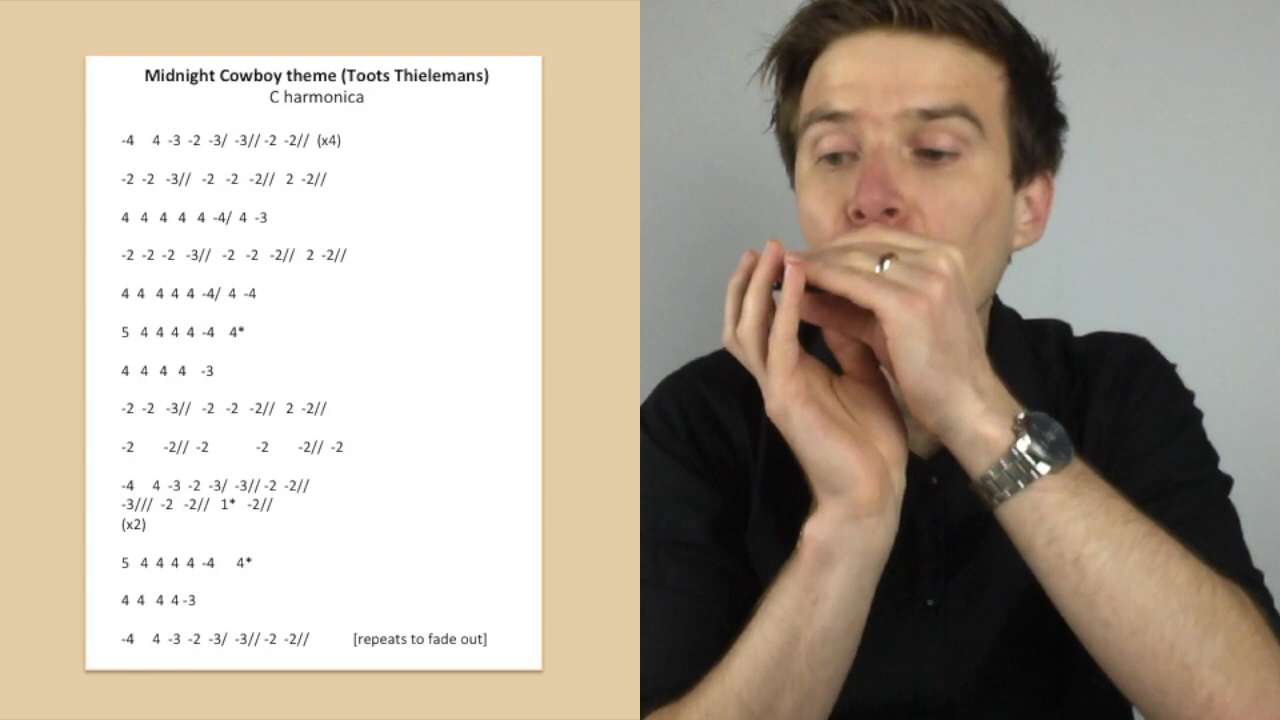 Midnight Cowboy theme (Toots Thielemans)
C harmonica
-4 4 -3 -2 -3/ -3// -2 -2// (x4)
-2 -2 -3// -2 -2 -2// 2 -2//
4 4 4 4 4 -4/ 4 -3
-2 -2 -2 -3// -2 -2 -2// 2 -2//
4 4 4 4 4 -4/ 4 -4
5 4 4 4 4 -4 4*
4 4 4 4 -3
-2 -2 -3// -2 -2 -2// 2 -2//
-2 -2// -2 -2 -2// -2
-4 4 -3 -2 -3/ -3// -2 -2//
-3/// -2 -2// 1* -2//
(x2)
5 4 4 4 4 -4 4*
4 4 4 4 -3
-4 4 -3 -2 -3/ -3// -2 -2// [repeats to fade out]